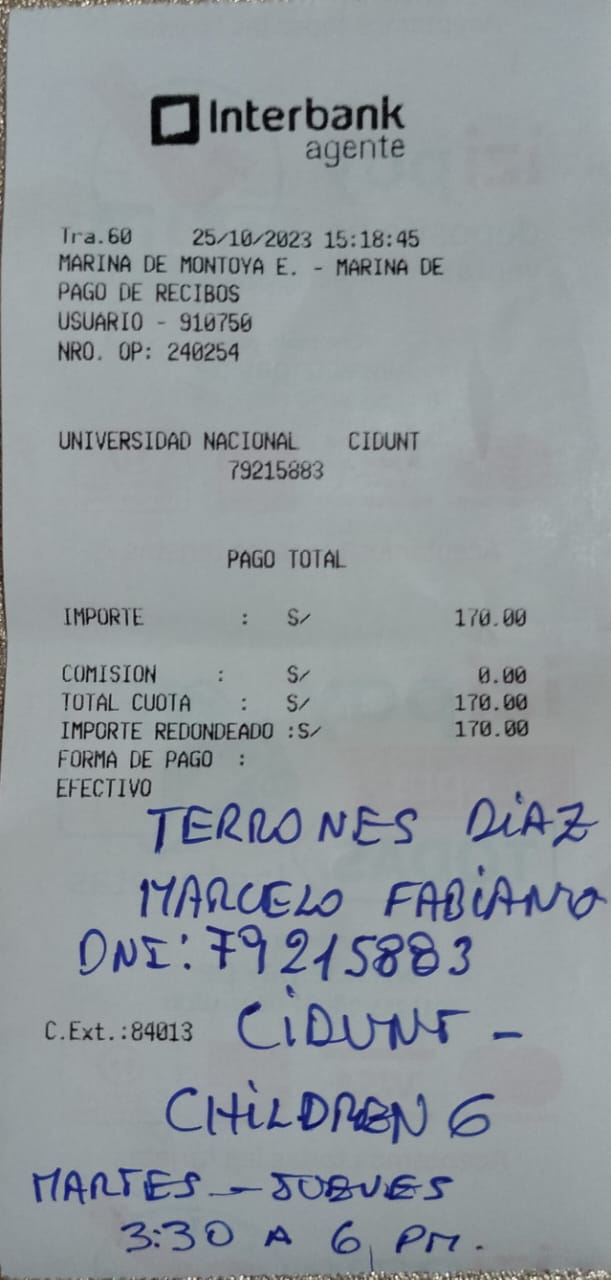 Interbank
agente
Tra.60 25/10/2023 15:18:45
MARINA DE MONTOYA E. - MARINA DE
PAGO DE RECIBOS
USUARIO - 910750
NRO. OP: 240254
UNIVERSIDAD NACIONAL CIDUNT
79215883
PAGO TOTAL
IMPORTE : S/ 170.00
COMISION : S/ 0.00
TOTAL CUOTA : S/ 170.00
IMPORTE REDONDEADO :S/ 170.00
FORMA DE PAGO :
EFECTIVO
TERRONES DiAZ
MARCELO FABiANO
DNI: 79215883
C.Ext.:84013 CiDUNT -
CHiLDREN 6
MARTES - JUEVES
3:30 A 6 PM.